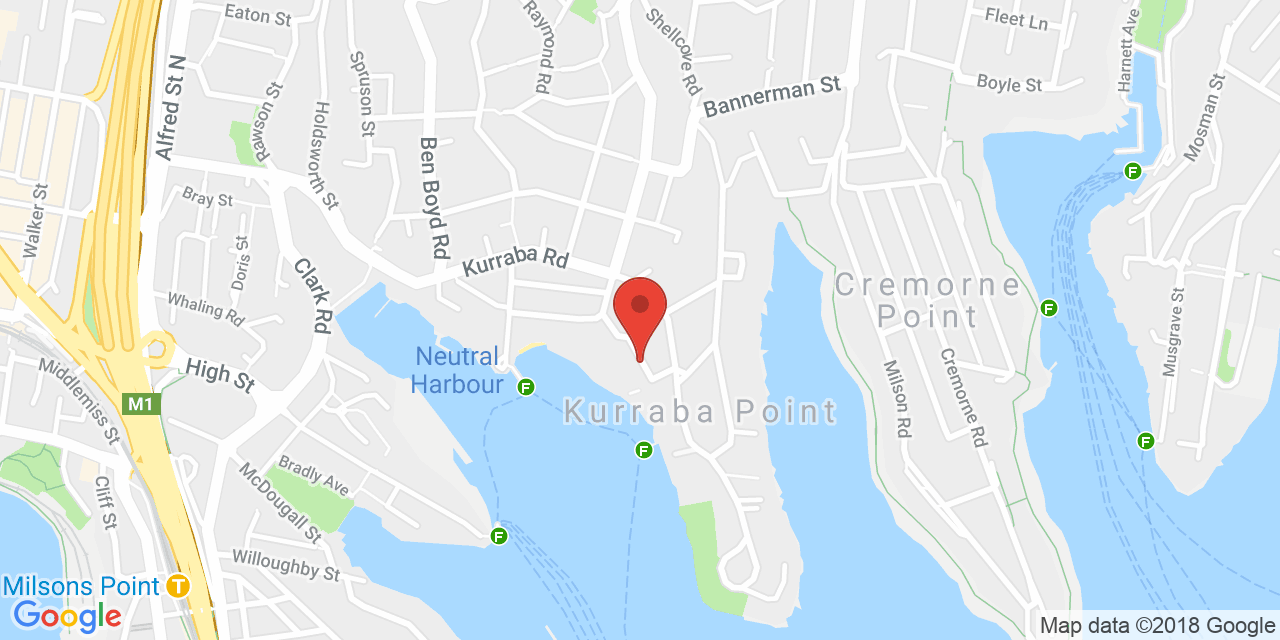 Eaton St
Raymond Rd
Shellcove Rd
Fleet Ln
Harnett Ave
Alfred St N
Rawson St
Holdsworth St
Spruson St
Bannerman St
Boyle St
Mosman St
F
Walker St
Bray St
Doris St
Ben Boyd Rd
Kurraba Rd
Clark Rd
Whaling Rd
Cremorne
Point
F
Musgrave St
Middlemiss St
High St
M1
Neutral
Harbour
F
Kurraba Point
Milson Rd
Cremorne Rd
F
F
Cliff St
McDougall St
Bradly Ave
F
Willoughby St
Milsons Point
T
Google
Map data ©2018 Google